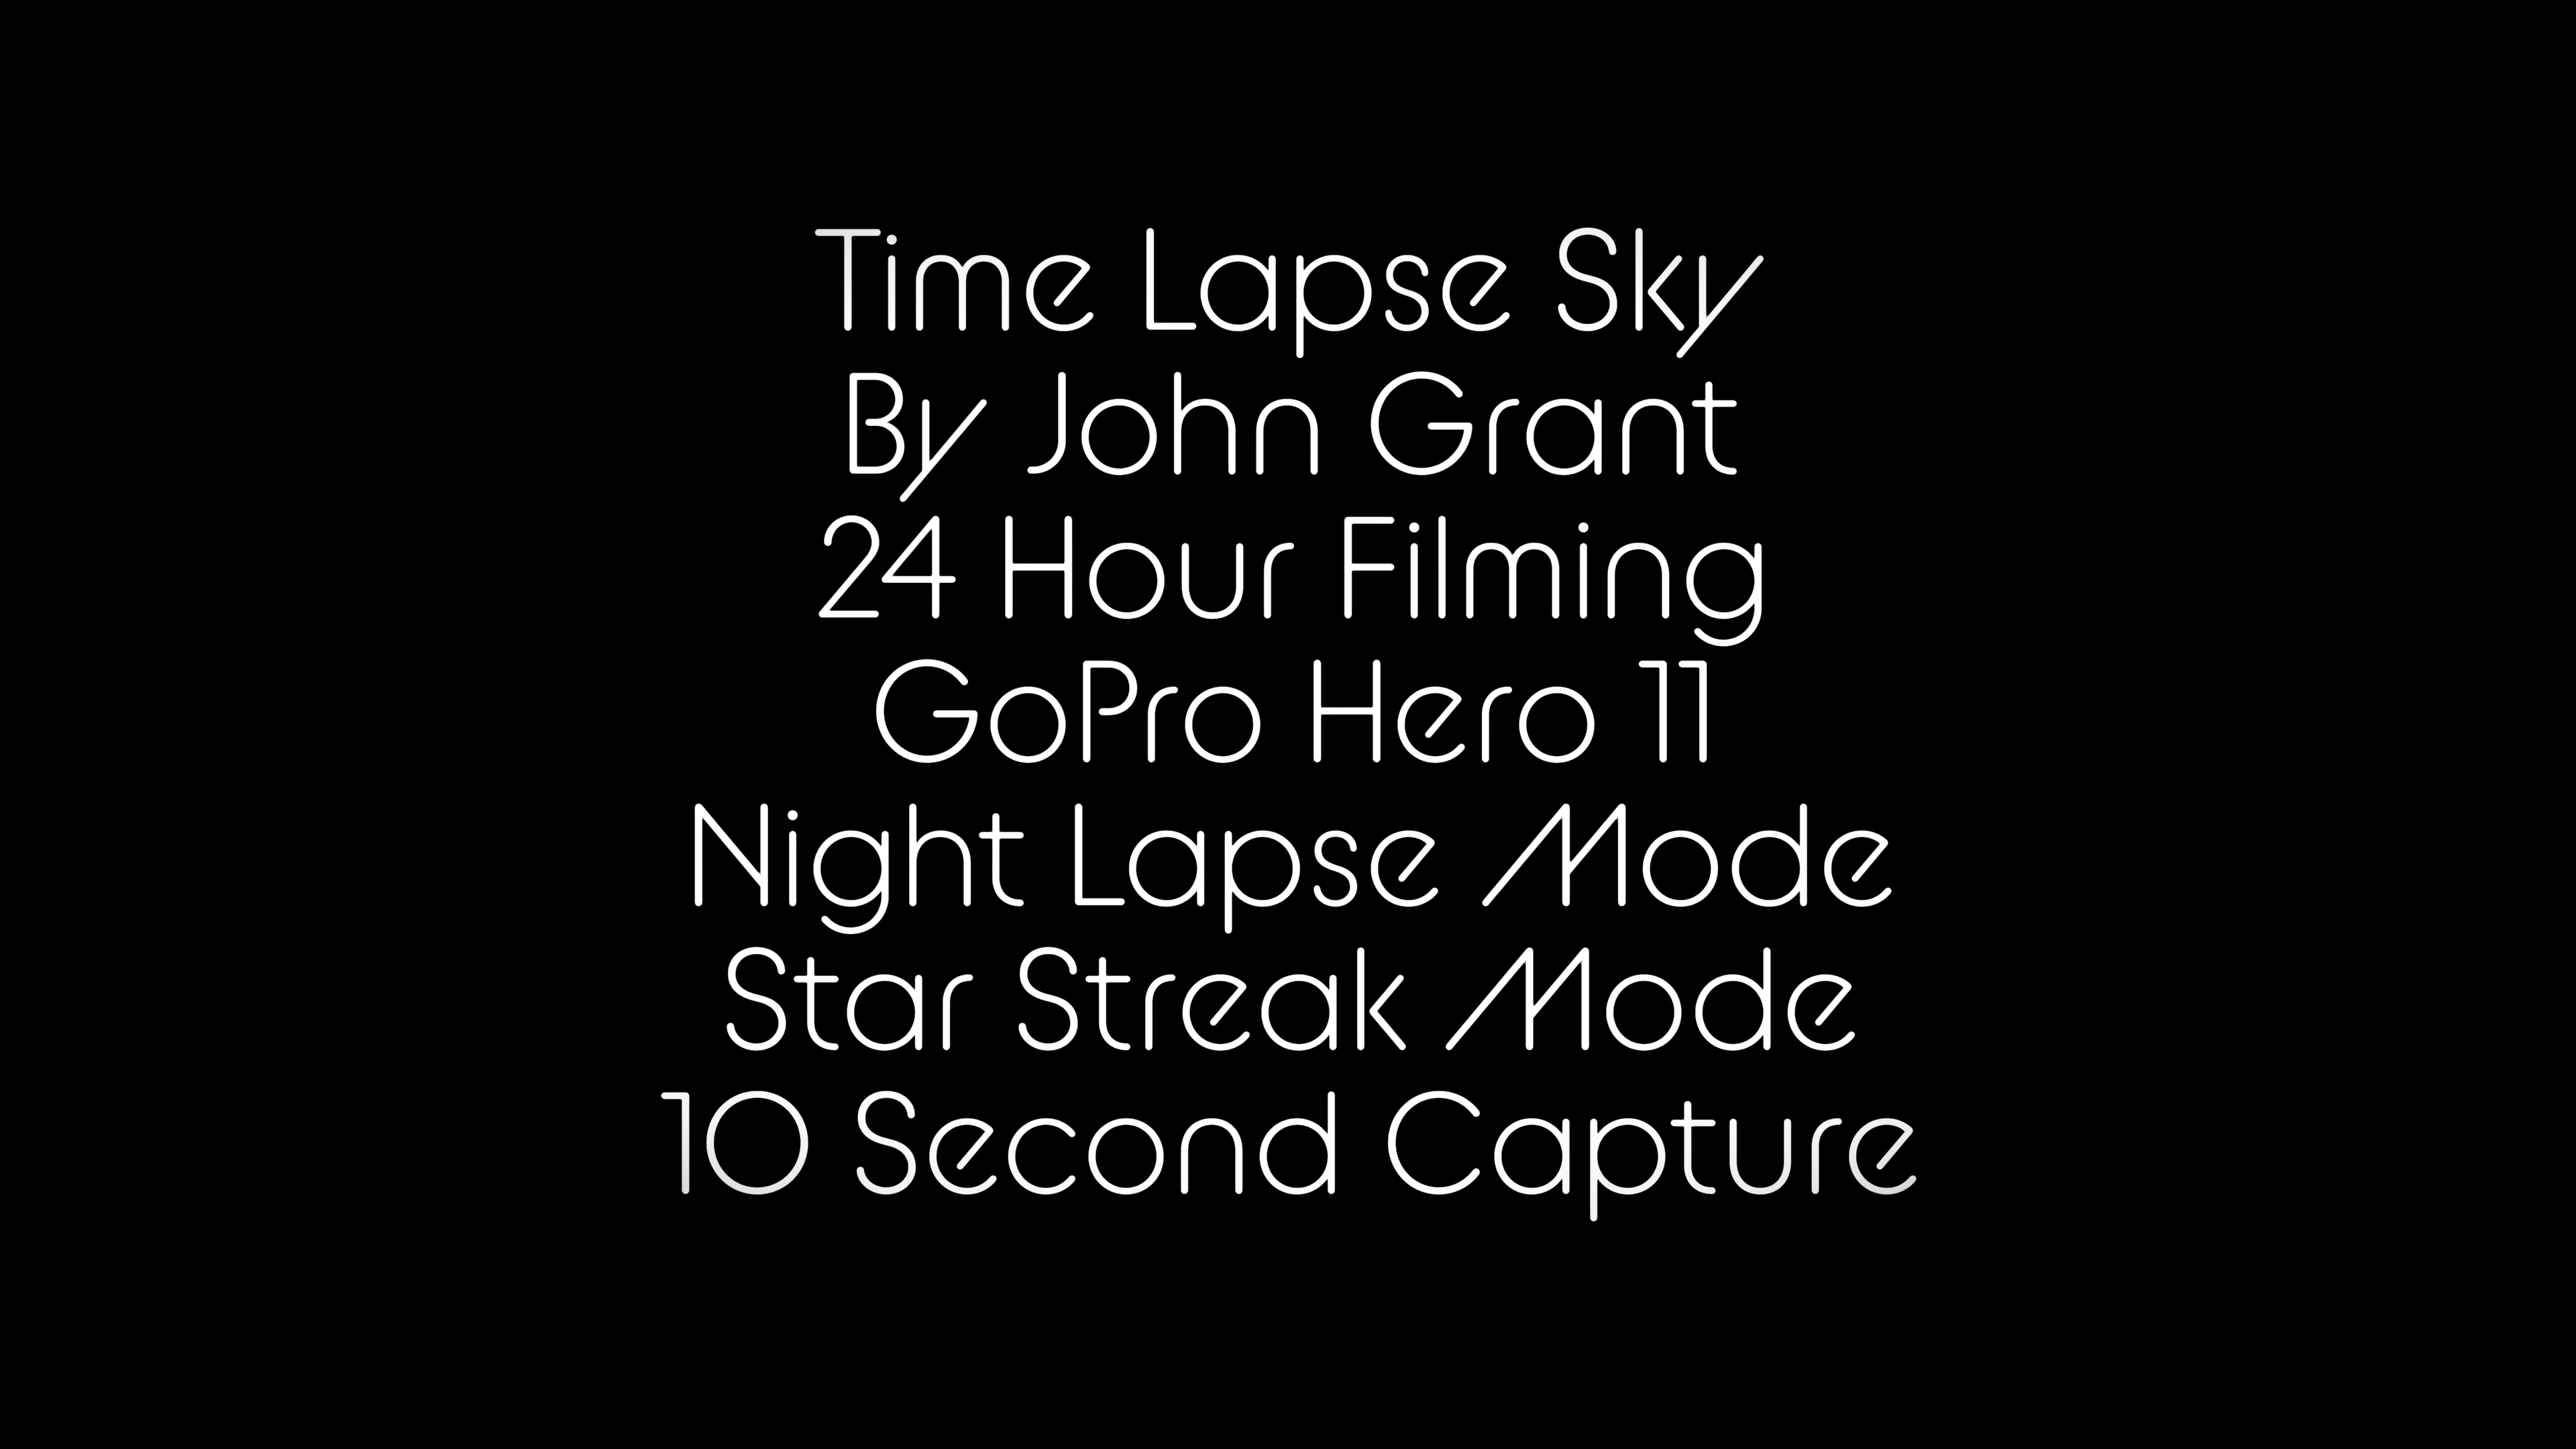 Time Lapse Sky
By John Grant
24 Hour Filming
GoPro Hero 11
Night Lapse Mode
Star Streak Mode
10 Second Capture